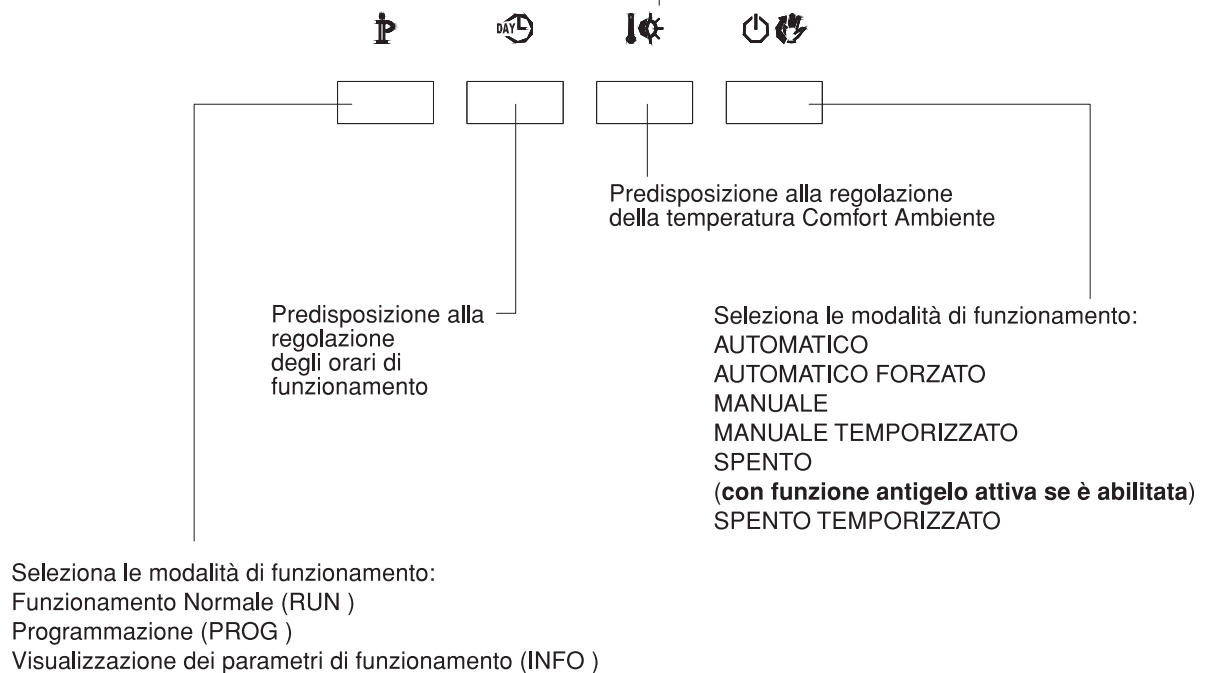 DAY
Predisposizione alla regolazione
della temperatura Comfort Ambiente
Predisposizione alla
regolazione
degli orari di
funzionamento
Seleziona le modalità di funzionamento:
AUTOMATICO
AUTOMATICO FORZATO
MANUALE
MANUALE TEMPORIZZATO
SPENTO
(con funzione antigelo attiva se è abilitata)
SPENTO TEMPORIZZATO
Seleziona le modalità di funzionamento:
Funzionamento Normale (RUN )
Programmazione (PROG )
Visualizzazione dei parametri di funzionamento (INFO )